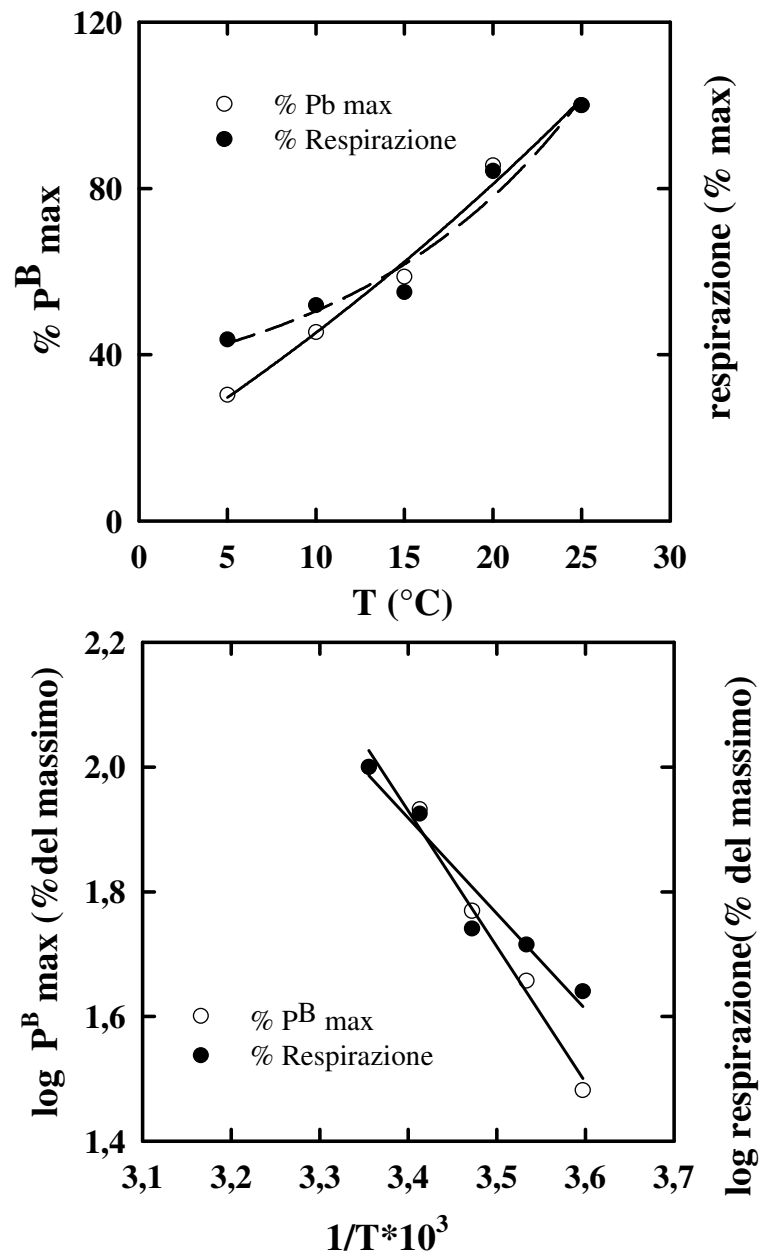 120
80
40
0
% P^B max
respirazione (% max)
% Pb max
% Respirazione
0 5 10 15 20 25 30
T (°C)
2,2
2,0
1,8
1,6
1,4
log P^B max (%del massimo)
log respirazione(% del massimo)
% P^B max
% Respirazione
3,1 3,2 3,3 3,4 3,5 3,6 3,7
1/T*10^3